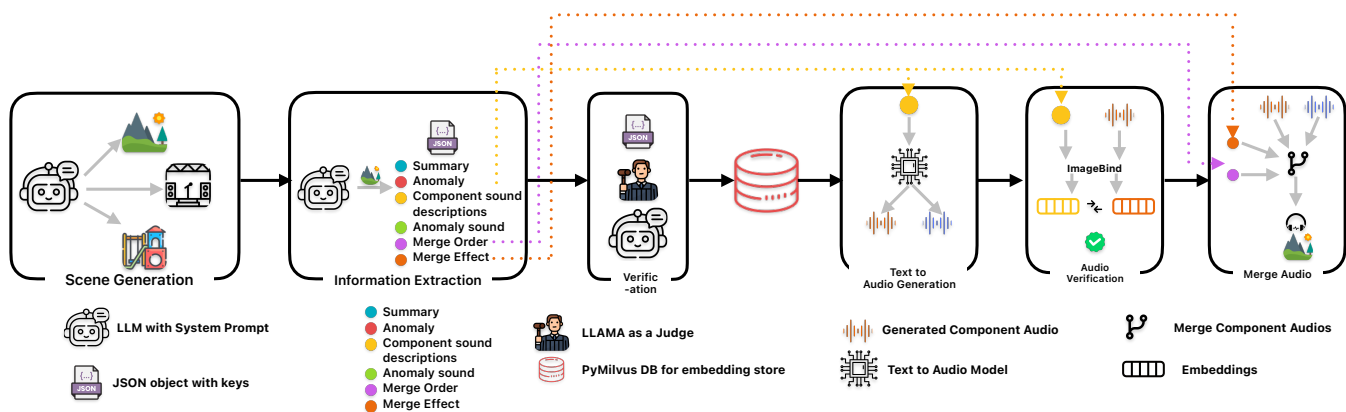 {...}
JSON
Summary
Anomaly
Component sound
descriptions
Anomaly sound
Merge Order
Merge Effect
{...}
JSON
ImageBind
Scene Generation
Information Extraction
Verific
-ation
Text to
Audio Generation
Audio
Verification
Merge Audio
LLM with System Prompt
{...}
JSON
JSON object with keys
Summary
Anomaly
Component sound
descriptions
Anomaly sound
Merge Order
Merge Effect
LLAMA as a Judge
PyMilvus DB for embedding store
Generated Component Audio
Text to Audio Model
Merge Component Audios
Embeddings